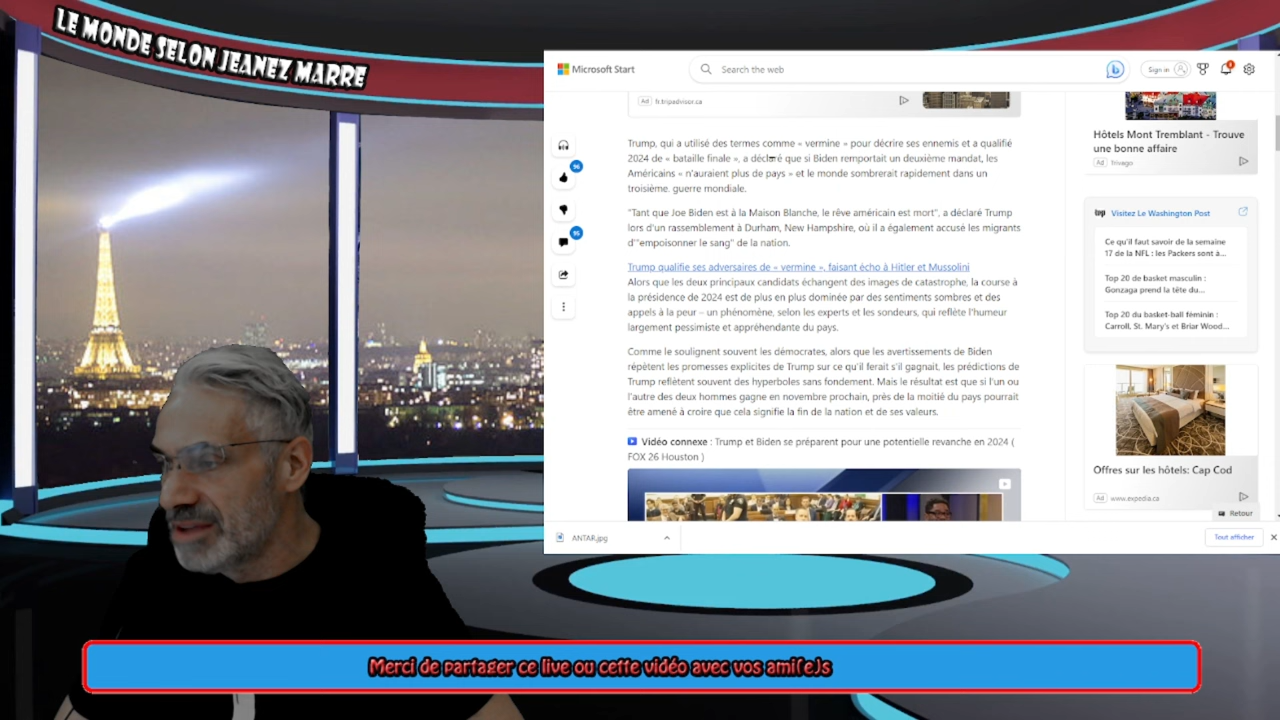 LE MONDE SELON JEANEZ MARRE
Microsoft Start
Search the web
Sign in
Ad fr.tripadvisor.ca
Trump, qui a utilisé des termes comme « vermine » pour décrire ses ennemis et a qualifié
2024 de « bataille finale », a déclaré que si Biden remportait un deuxième mandat, les
Américains « n'auraient plus de pays » et le monde sombrerait rapidement dans un
troisième. guerre mondiale.
"Tant que Joe Biden est à la Maison Blanche, le rêve américain est mort", a déclaré Trump
lors d'un rassemblement à Durham, New Hampshire, où il a également accusé les migrants
d'"empoisonner le sang" de la nation.
Trump qualifie ses adversaires de « vermine », faisant écho à Hitler et Mussolini
Alors que les deux principaux candidats échangent des images de catastrophe, la course à
la présidence de 2024 est de plus en plus dominée par des sentiments sombres et des
appels à la peur – un phénomène, selon les experts et les sondeurs, qui reflète l'humeur
largement pessimiste et appréhendante du pays.
Comme le soulignent souvent les démocrates, alors que les avertissements de Biden
répètent les promesses explicites de Trump sur ce qu'il ferait s'il gagnait, les prédictions de
Trump reflètent souvent des hyperboles sans fondement. Mais le résultat est que si l'un ou
l'autre des deux hommes gagne en novembre prochain, près de la moitié du pays pourrait
être amené à croire que cela signifie la fin de la nation et de ses valeurs.
Vidéo connexe : Trump et Biden se préparent pour une potentielle revanche en 2024 (
FOX 26 Houston )
96
95
Hôtels Mont Tremblant - Trouve
une bonne affaire
Ad trivago
wp Visitez Le Washington Post
Ce qu'il faut savoir de la semaine
17 de la NFL : les Packers sont à...
Top 20 de basket masculin :
Gonzaga prend la tête du...
Top 20 du basket-ball féminin :
Carroll, St. Mary's et Briar Wood...
Offres sur les hôtels: Cap Cod
Ad www.expedia.ca
Retour
ANTAR.jpg
Tout afficher
Merci de partager ce live ou cette vidéo avec vos ami(e)s